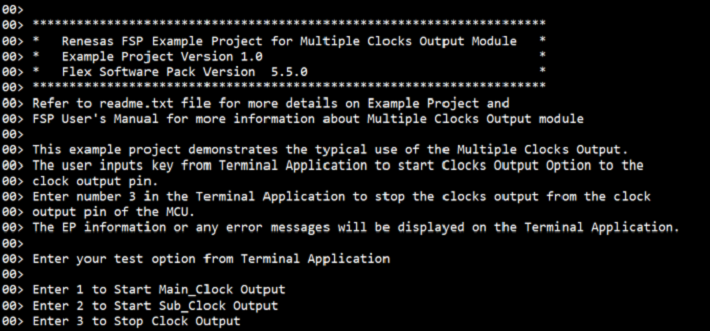 00>
00> ***********************************************************************
00> *   Renesas FSP Example Project for Multiple Clocks Output Module   *
00> *   Example Project Version 1.0                                     *
00> *   Flex Software Pack Version  5.5.0                                *
00> ***********************************************************************
00> Refer to readme.txt file for more details on Example Project and
00> FSP User's Manual for more information about Multiple Clocks Output module
00>
00> This example project demonstrates the typical use of the Multiple Clocks Output.
00> The user inputs key from Terminal Application to start Clocks Output Option to the
00> clock output pin.
00> Enter number 3 in the Terminal Application to stop the clocks output from the clock
00> output pin of the MCU.
00> The EP information or any error messages will be displayed on the Terminal Application.
00>
00> Enter your test option from Terminal Application
00>
00> Enter 1 to Start Main_Clock Output
00> Enter 2 to Start Sub_Clock Output
00> Enter 3 to Stop Clock Output